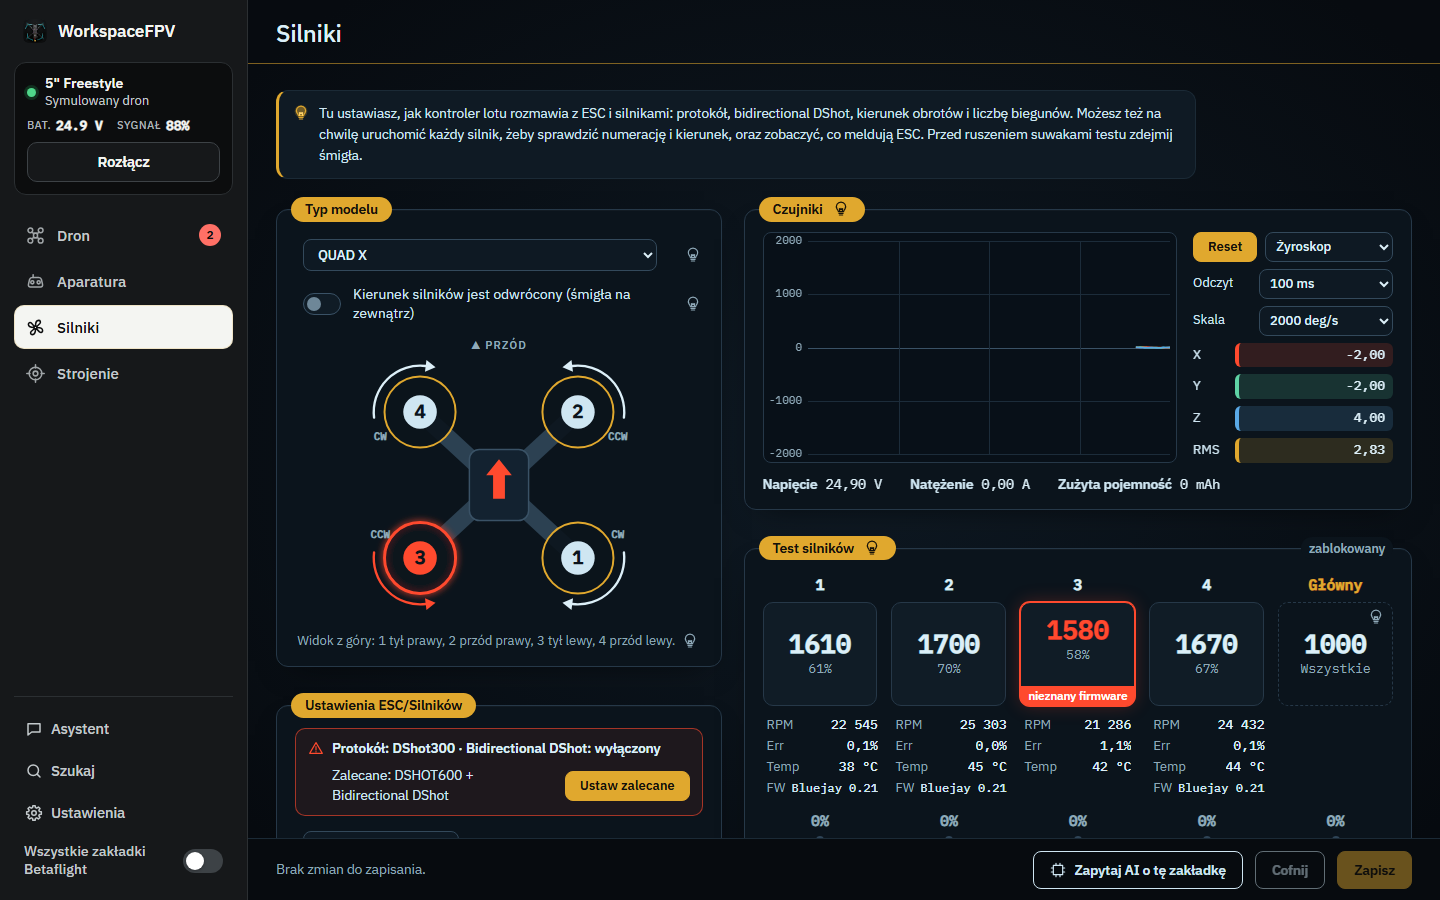 WorkspaceFPV
5" Freestyle
Symulowany dron
BAT. 24.9 V SYGNAŁ 88%
Rozłącz
Dron 2
Aparatura
Silniki
Strojenie
Asystent
Szukaj
Ustawienia
Wszystkie zakładki
Betaflight
Silniki
Tu ustawiasz, jak kontroler lotu rozmawia z ESC i silnikami: protokół, bidirectional DShot, kierunek obrotów i liczbę biegunów. Możesz też na
chwilę uruchomić każdy silnik, żeby sprawdzić numerację i kierunek, oraz zobaczyć, co meldują ESC. Przed ruszeniem suwakami testu zdejmij
śmigła.
Typ modelu
QUAD X
Kierunek silników jest odwrócony (śmigła na
zewnątrz)
▲ PRZÓD
4 2
CW CCW
CCW CW
3 1
Widok z góry: 1 tył prawy, 2 przód prawy, 3 tył lewy, 4 przód lewy.
Ustawienia ESC/Silników
Protokół: DShot300 · Bidirectional DShot: wyłączony
Zalecane: DSHOT600 +
Bidirectional DShot
Ustaw zalecane
Czujniki
2000
1000
0
-1000
-2000
Reset Żyroskop
Odczyt 100 ms
Skala 2000 deg/s
X -2,00
Y -2,00
Z 4,00
RMS 2,83
Napięcie 24,90 V Natężenie 0,00 A Zużyta pojemność 0 mAh
Test silników zablokowany
1 2 3 4 Główny
1610 1700 1580 1670 1000
61% 70% 58% 67% Wszystkie
nieznany firmware
RPM 22 545 RPM 25 303 RPM 21 286 RPM 24 432
Err 0,1% Err 0,0% Err 1,1% Err 0,1%
Temp 38 °C Temp 45 °C Temp 42 °C Temp 44 °C
FW Bluejay 0.21 FW Bluejay 0.21 FW Bluejay 0.21
0% 0% 0% 0% 0%
Brak zmian do zapisania.
Zapytaj AI o tę zakładkę Cofnij Zapisz